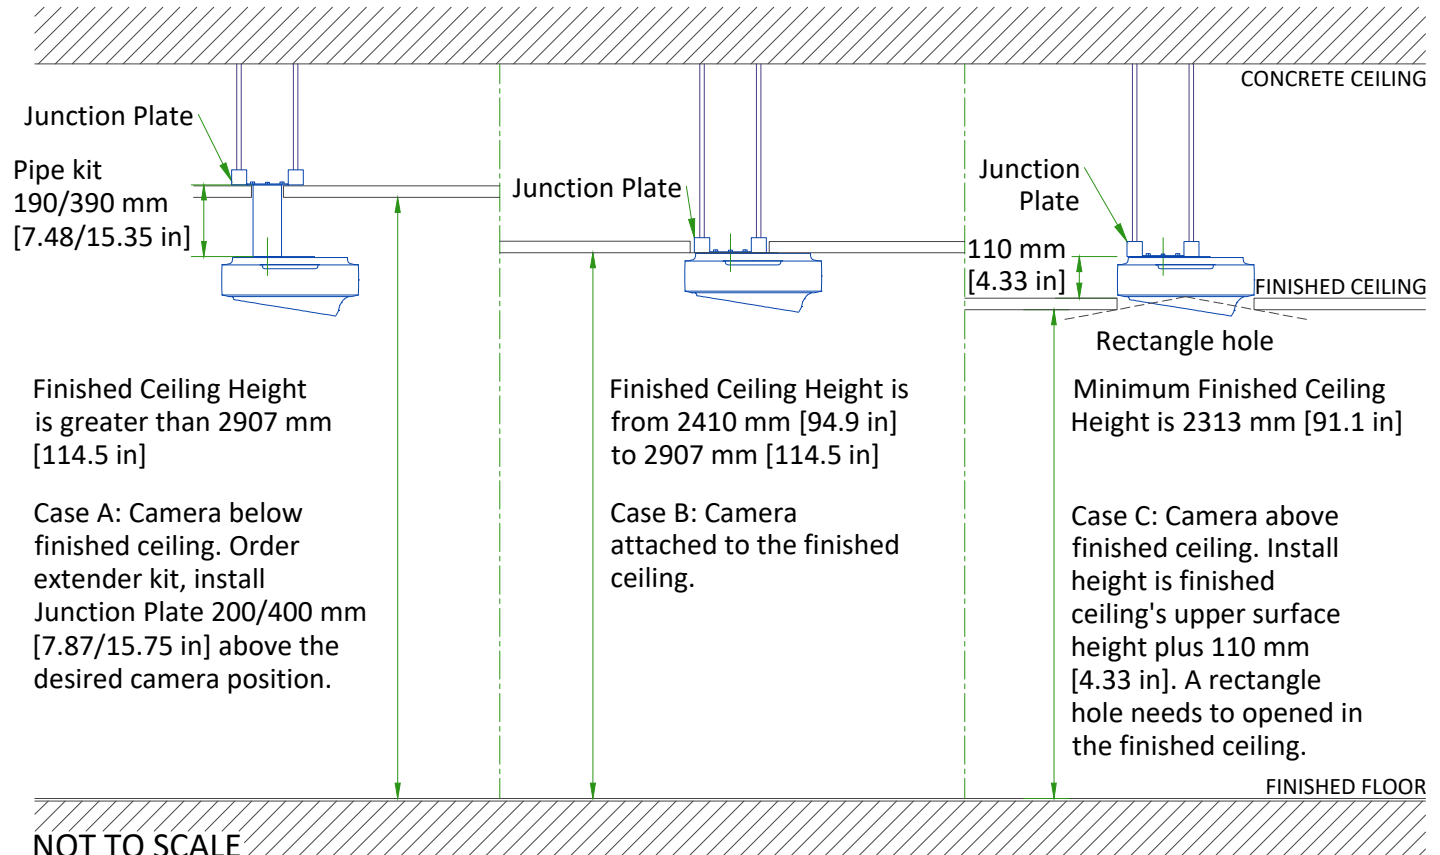 CONCRETE CEILING
Junction Plate
Pipe kit
190/390 mm
[7.48/15.35 in]
Junction Plate
Junction
Plate
110 mm
[4.33 in]
FINISHED CEILING
Rectangle hole
Finished Ceiling Height
is greater than 2907 mm
[114.5 in]
Case A: Camera below
finished ceiling. Order
extender kit, install
Junction Plate 200/400 mm
[7.87/15.75 in] above the
desired camera position.
Finished Ceiling Height is
from 2410 mm [94.9 in]
to 2907 mm [114.5 in]
Case B: Camera
attached to the finished
ceiling.
Minimum Finished Ceiling
Height is 2313 mm [91.1 in]
Case C: Camera above
finished ceiling. Install
height is finished
ceiling's upper surface
height plus 110 mm
[4.33 in]. A rectangle
hole needs to opened in
the finished ceiling.
FINISHED FLOOR
NOT TO SCALE